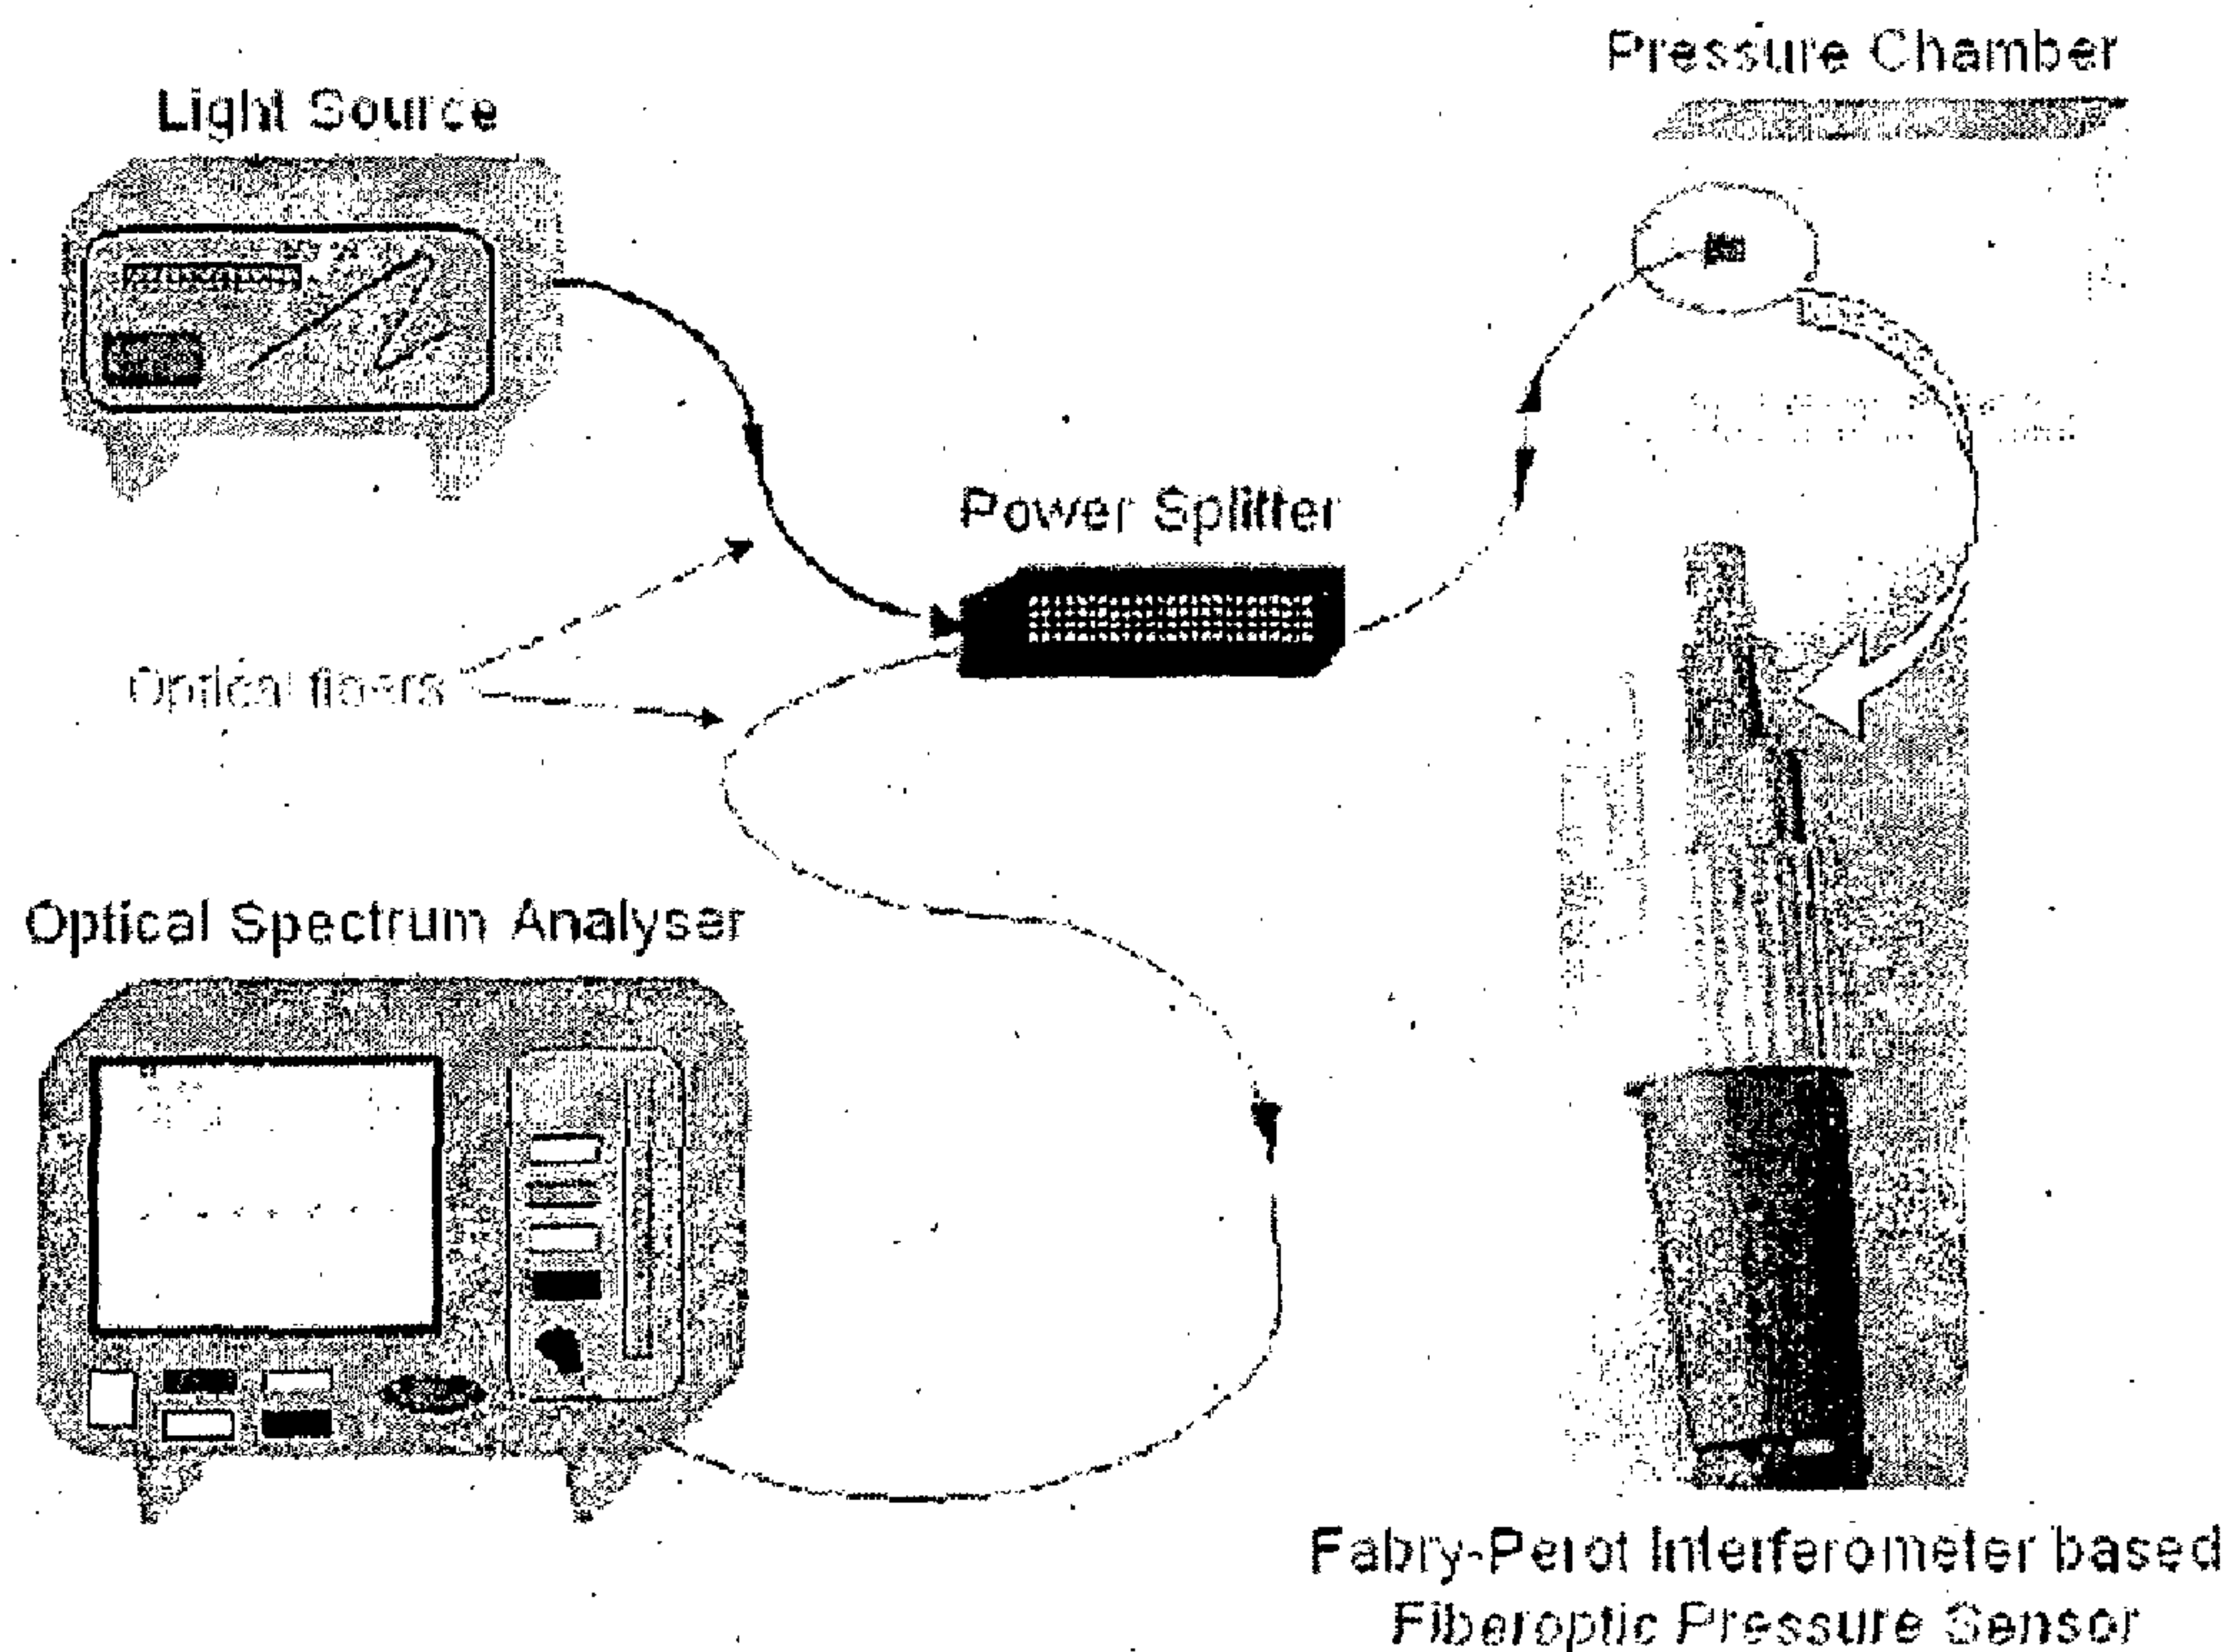 Pressure Chamber
Light Source
Power Splitter
Optical fibers
Optical Spectrum Analyser
Fabry-Perot Interferometer based
Fiberoptic Pressure Sensor